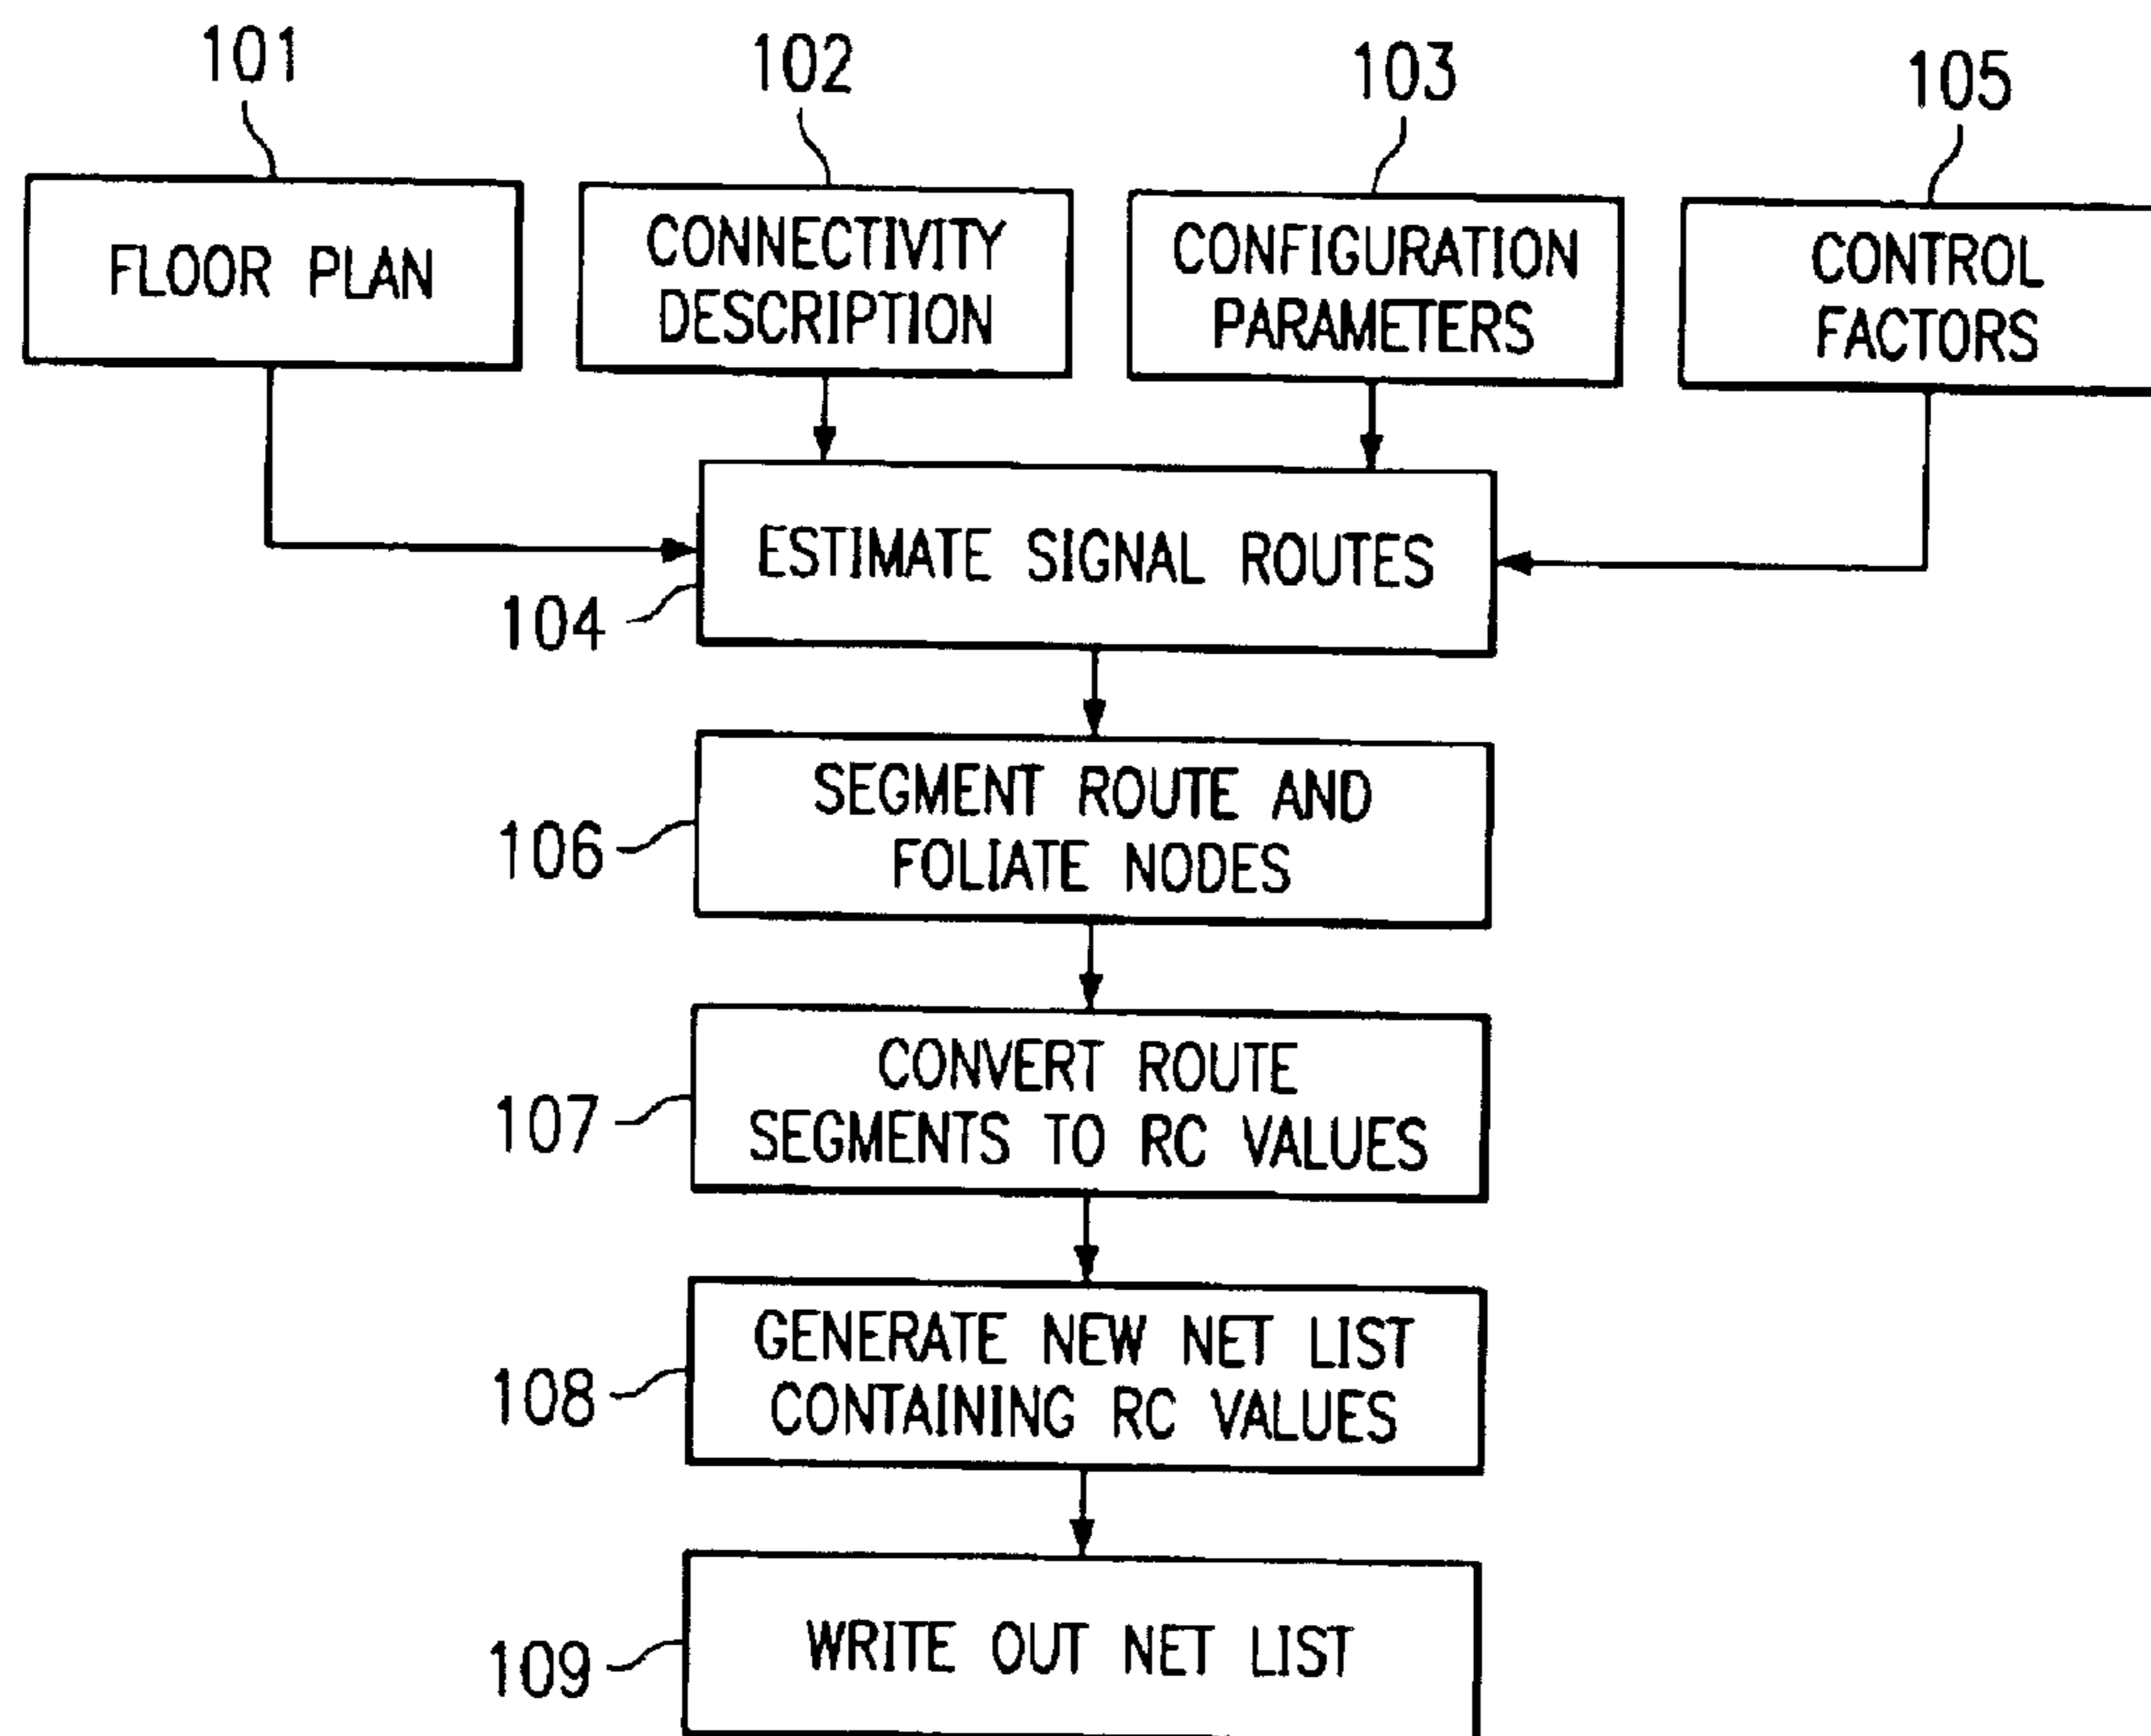 101
102
103
105
FLOOR PLAN
CONNECTIVITY
DESCRIPTION
CONFIGURATION
PARAMETERS
CONTROL
FACTORS
ESTIMATE SIGNAL ROUTES
104
SEGMENT ROUTE AND
FOLIATE NODES
106
CONVERT ROUTE
SEGMENTS TO RC VALUES
107
GENERATE NEW NET LIST
CONTAINING RC VALUES
108
WRITE OUT NET LIST
109